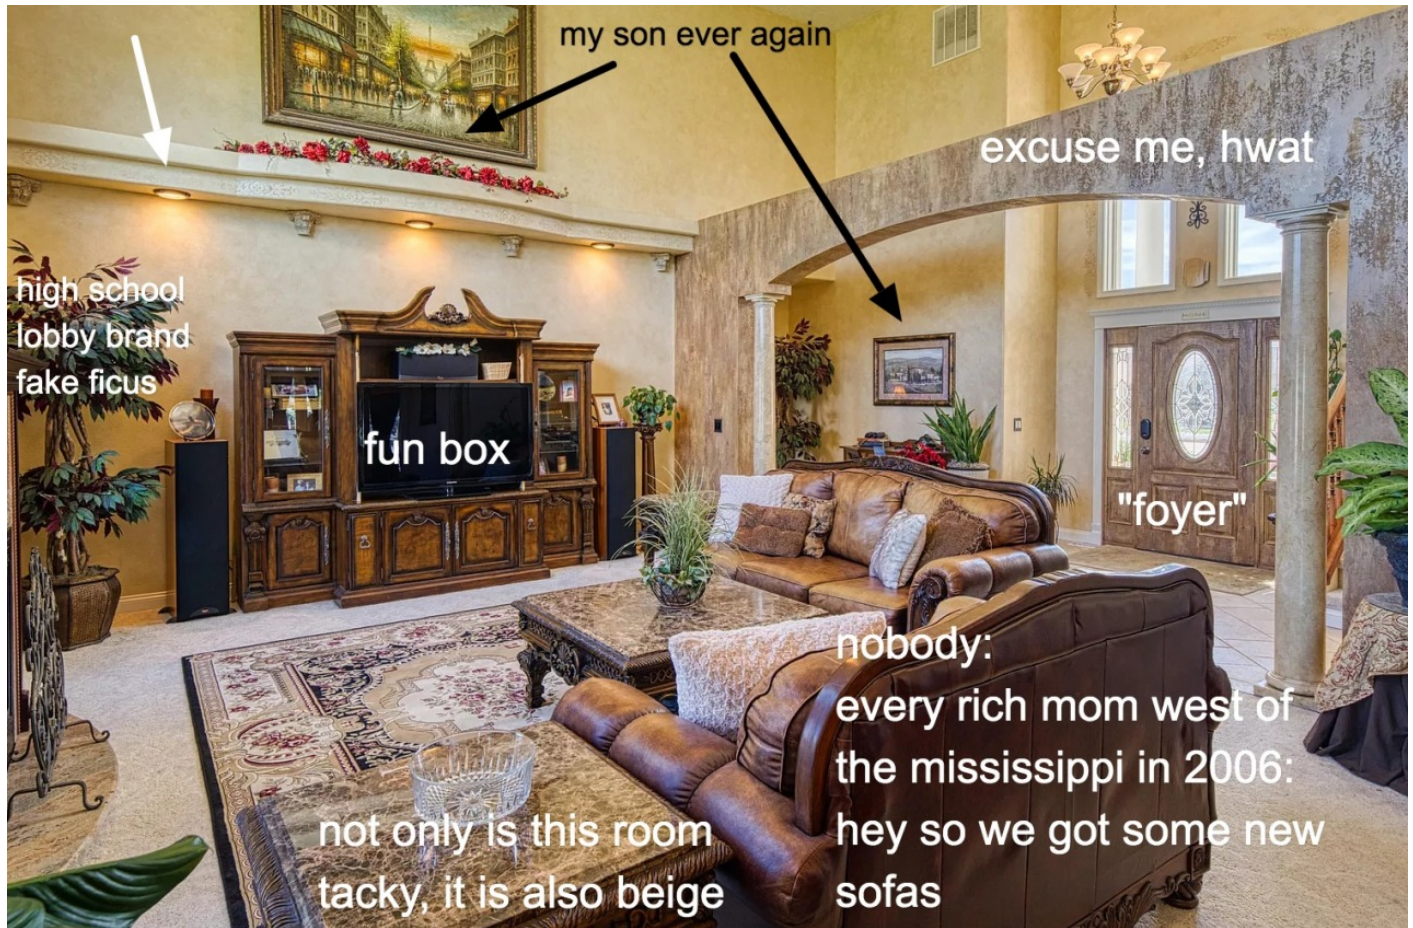 my son ever again
excuse me, hwat
high school
lobby brand
fake ficus
fun box
"foyer"
nobody:
every rich mom west of
the mississippi in 2006:
hey so we got some new
sofas
not only is this room
tacky, it is also beige